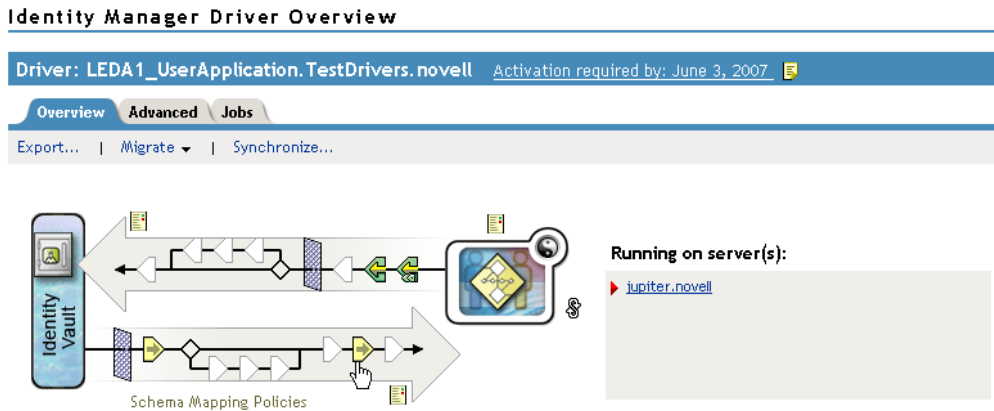 Identity Manager Driver Overview
Driver: LEDA1_UserApplication.TestDrivers.novell Activation required by: June 3, 2007
Overview Advanced Jobs
Export... | Migrate | Synchronize...
Running on server(s):
jupiter.novell
Identity
Vault
Schema Mapping Policies